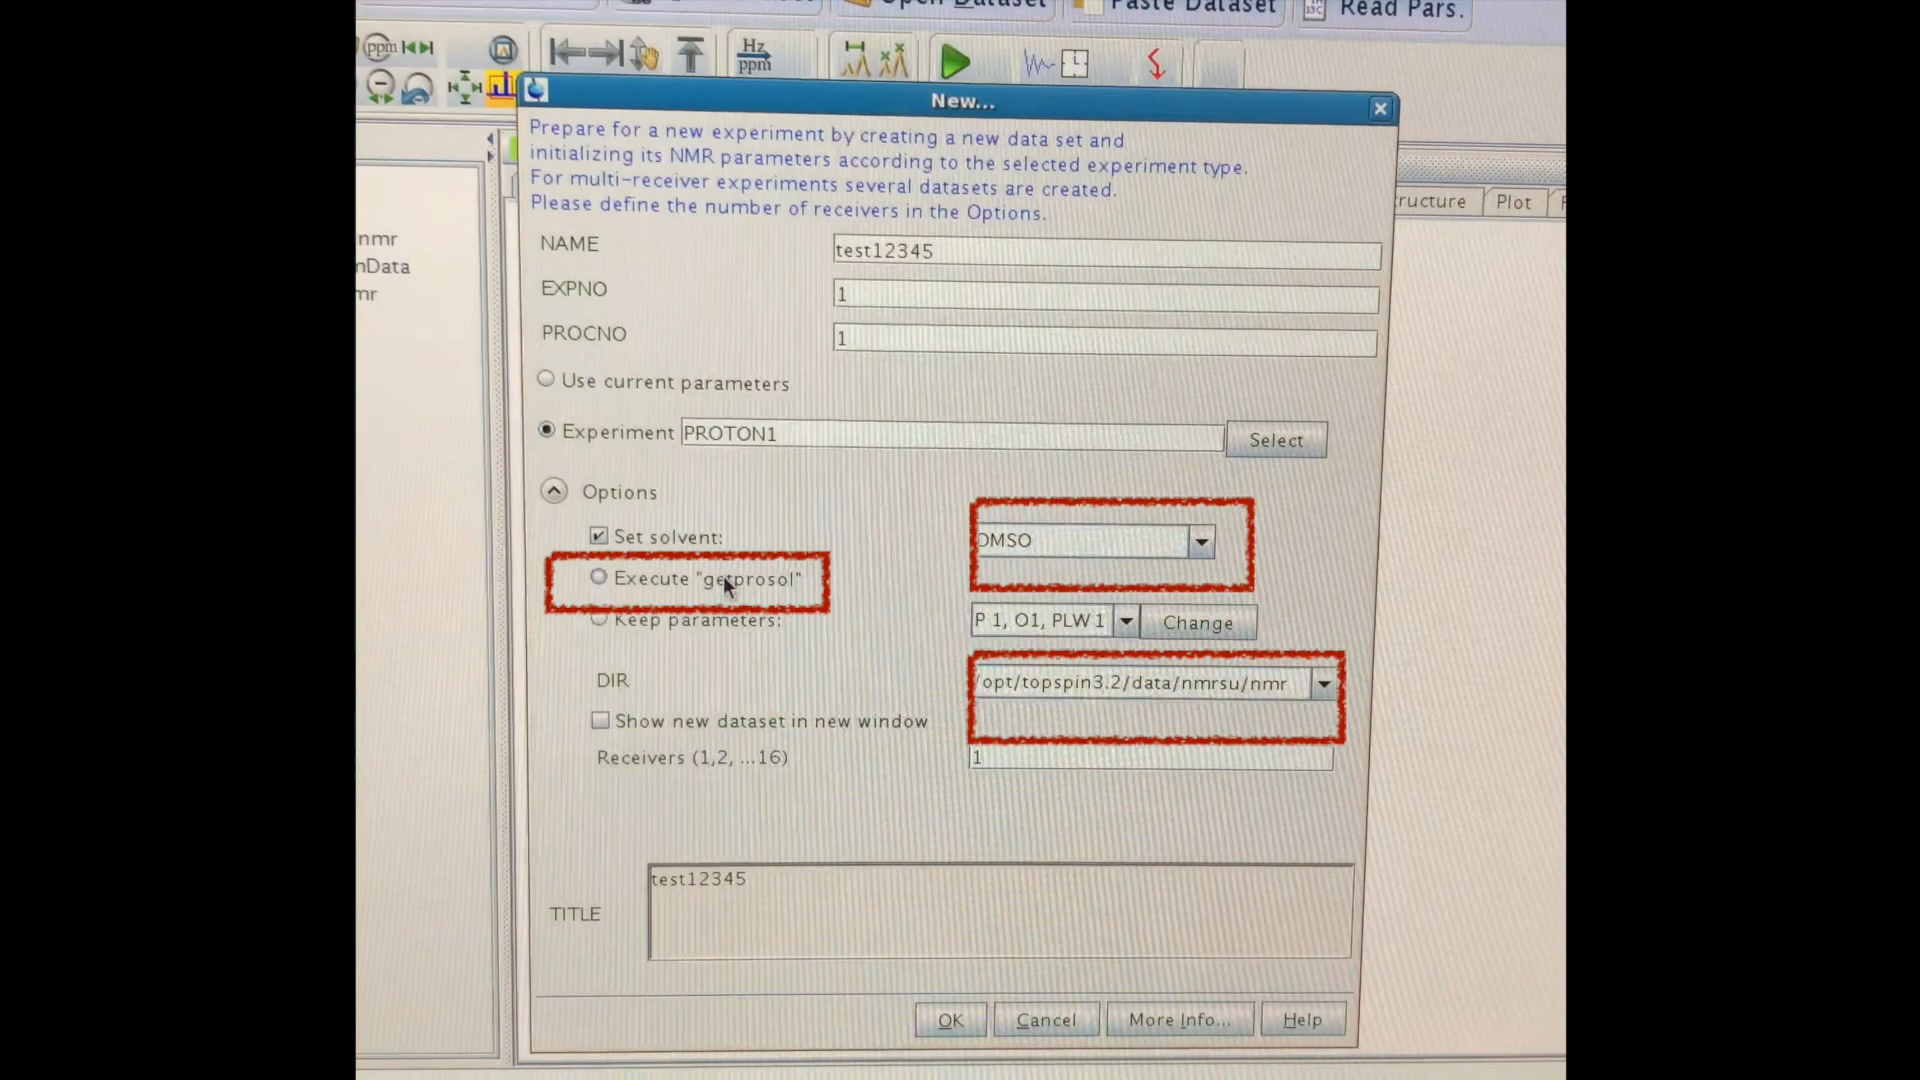 Open Dataset
Paste Dataset
Read Pars.
ppm
Hz
ppm
New...
Prepare for a new experiment by creating a new data set and
initializing its NMR parameters according to the selected experiment type.
For multi-receiver experiments several datasets are created.
Please define the number of receivers in the Options.
nmr
nData
mr
ructure
Plot
NAME
test12345
EXPNO
1
PROCNO
1
Use current parameters
Experiment
PROTON1
Select
Options
Set solvent:
DMSO
Execute "getprosol"
Keep parameters:
P 1, O1, PLW 1
Change
DIR
/opt/topspin3.2/data/nmrsu/nmr
Show new dataset in new window
Receivers (1,2, ...16)
1
TITLE
test12345
OK
Cancel
More Info...
Help